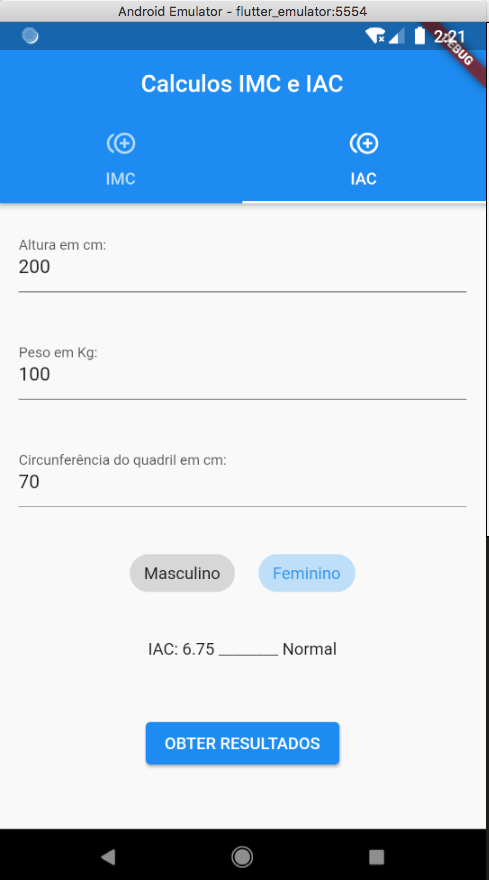 Android Emulator - flutter_emulator:5554
2:21
DEBUG
Calculos IMC e IAC
IMC IAC
Altura em cm:
200
Peso em Kg:
100
Circunferência do quadril em cm:
70
Masculino Feminino
IAC: 6.75 _______ Normal
OBTER RESULTADOS